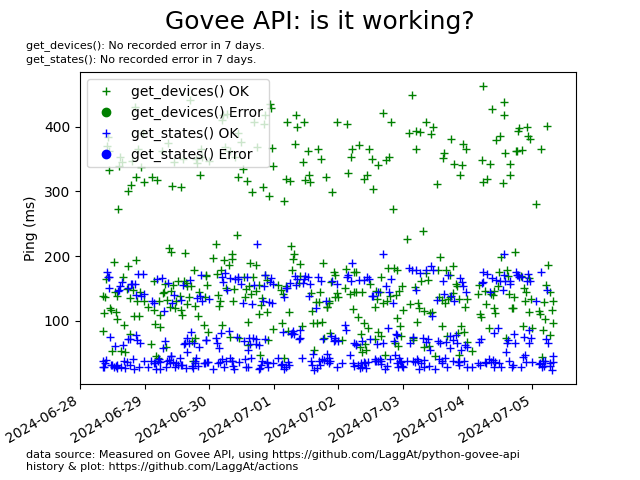 Govee API: is it working?
get_devices(): No recorded error in 7 days.
get_states(): No recorded error in 7 days.
get_devices() OK
get_devices() Error
get_states() OK
get_states() Error
Ping (ms)
400
300
200
100
2024-06-28
2024-06-29
2024-06-30
2024-07-01
2024-07-02
2024-07-03
2024-07-04
2024-07-05
data source: Measured on Govee API, using https://github.com/LaggAt/python-govee-api
history & plot: https://github.com/LaggAt/actions